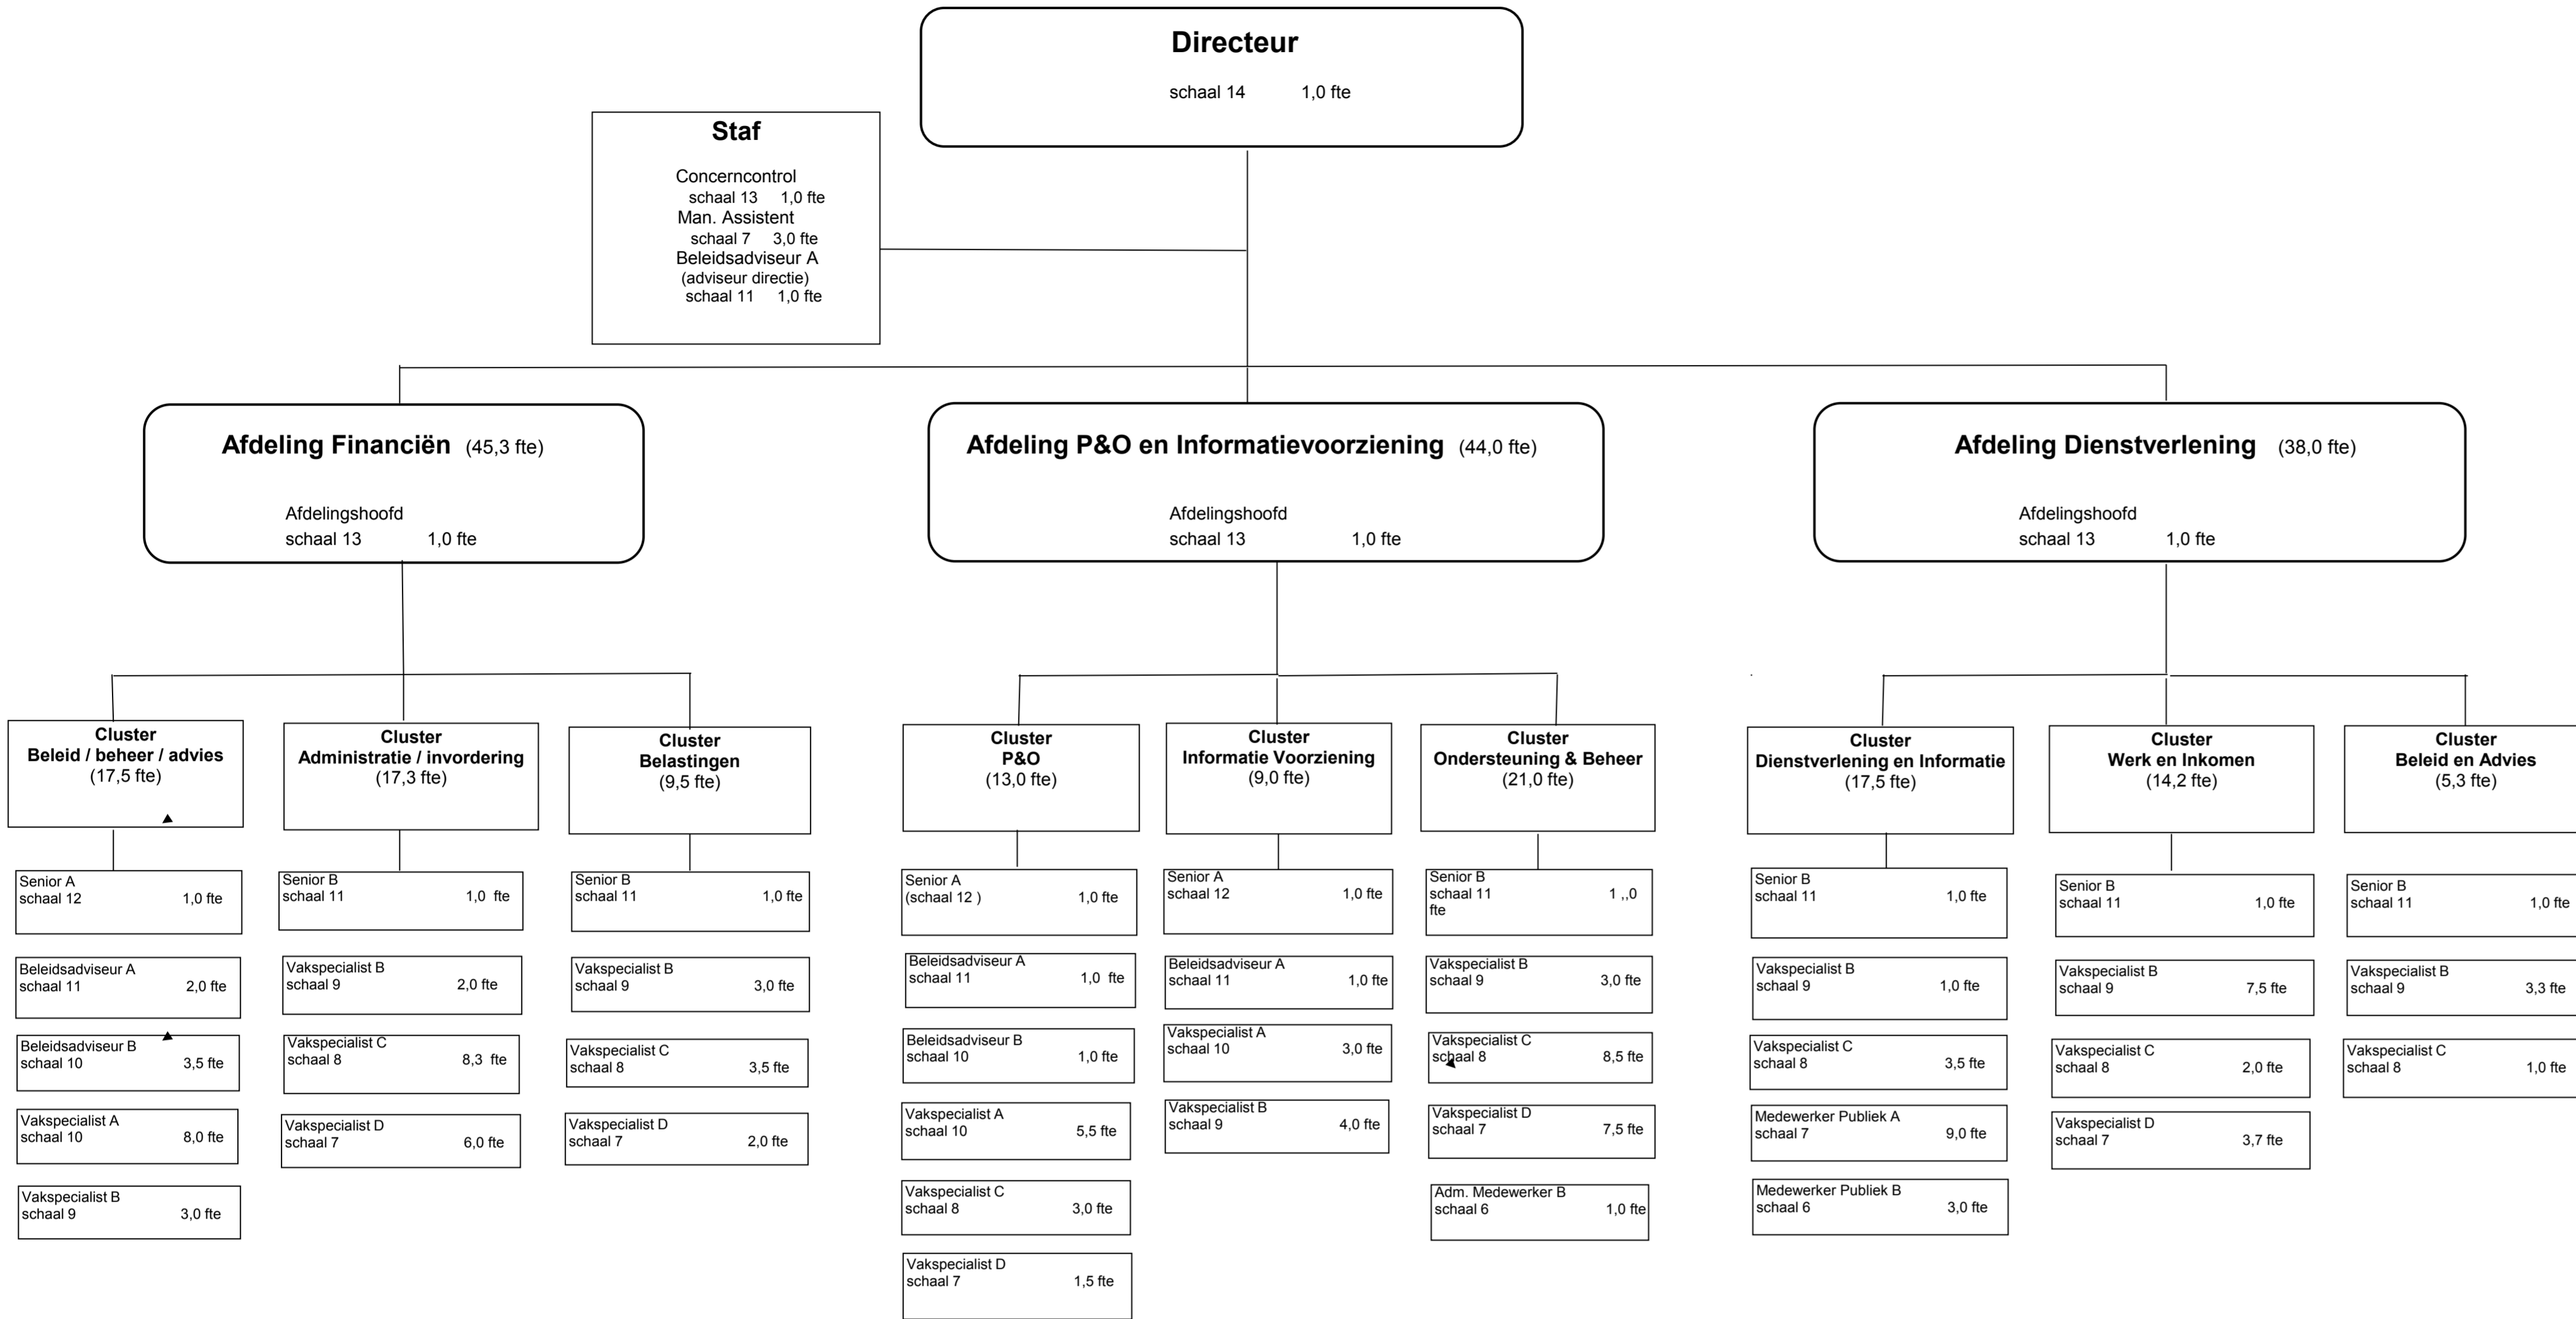 Directeur
schaal 14 1,0 fte
Staf
Concerncontrol
schaal 13 1,0 fte
Man. Assistent
schaal 7 3,0 fte
Beleidsadviseur A
(adviseur directie)
schaal 11 1,0 fte
Afdeling Financiën (45,3 fte)
Afdelingshoofd
schaal 13 1,0 fte
Afdeling P&O en Informatievoorziening (44,0 fte)
Afdelingshoofd
schaal 13 1,0 fte
Afdeling Dienstverlening (38,0 fte)
Afdelingshoofd
schaal 13 1,0 fte
Cluster
Beleid / beheer / advies
(17,5 fte)
Senior A
schaal 12 1,0 fte
Beleidsadviseur A
schaal 11 2,0 fte
Beleidsadviseur B
schaal 10 3,5 fte
Vakspecialist A
schaal 10 8,0 fte
Vakspecialist B
schaal 9 3,0 fte
Cluster
Administratie / invordering
(17,3 fte)
Senior B
schaal 11 1,0 fte
Vakspecialist B
schaal 9 2,0 fte
Vakspecialist C
schaal 8 8,3 fte
Vakspecialist D
schaal 7 6,0 fte
Cluster
Belastingen
(9,5 fte)
Senior B
schaal 11 1,0 fte
Vakspecialist B
schaal 9 3,0 fte
Vakspecialist C
schaal 8 3,5 fte
Vakspecialist D
schaal 7 2,0 fte
Cluster
P&O
(13,0 fte)
Senior A
(schaal 12 ) 1,0 fte
Beleidsadviseur A
schaal 11 1,0 fte
Beleidsadviseur B
schaal 10 1,0 fte
Vakspecialist A
schaal 10 5,5 fte
Vakspecialist C
schaal 8 3,0 fte
Vakspecialist D
schaal 7 1,5 fte
Cluster
Informatie Voorziening
(9,0 fte)
Senior A
schaal 12 1,0 fte
Beleidsadviseur A
schaal 11 1,0 fte
Vakspecialist A
schaal 10 3,0 fte
Vakspecialist B
schaal 9 4,0 fte
Cluster
Ondersteuning & Beheer
(21,0 fte)
Senior B
schaal 11 1 ,,0
fte
Vakspecialist B
schaal 9 3,0 fte
Vakspecialist C
schaal 8 8,5 fte
Vakspecialist D
schaal 7 7,5 fte
Adm. Medewerker B
schaal 6 1,0 fte
Cluster
Dienstverlening en Informatie
(17,5 fte)
Senior B
schaal 11 1,0 fte
Vakspecialist B
schaal 9 1,0 fte
Vakspecialist C
schaal 8 3,5 fte
Medewerker Publiek A
schaal 7 9,0 fte
Medewerker Publiek B
schaal 6 3,0 fte
Cluster
Werk en Inkomen
(14,2 fte)
Senior B
schaal 11 1,0 fte
Vakspecialist B
schaal 9 7,5 fte
Vakspecialist C
schaal 8 2,0 fte
Vakspecialist D
schaal 7 3,7 fte
Cluster
Beleid en Advies
(5,3 fte)
Senior B
schaal 11 1,0 fte
Vakspecialist B
schaal 9 3,3 fte
Vakspecialist C
schaal 8 1,0 fte